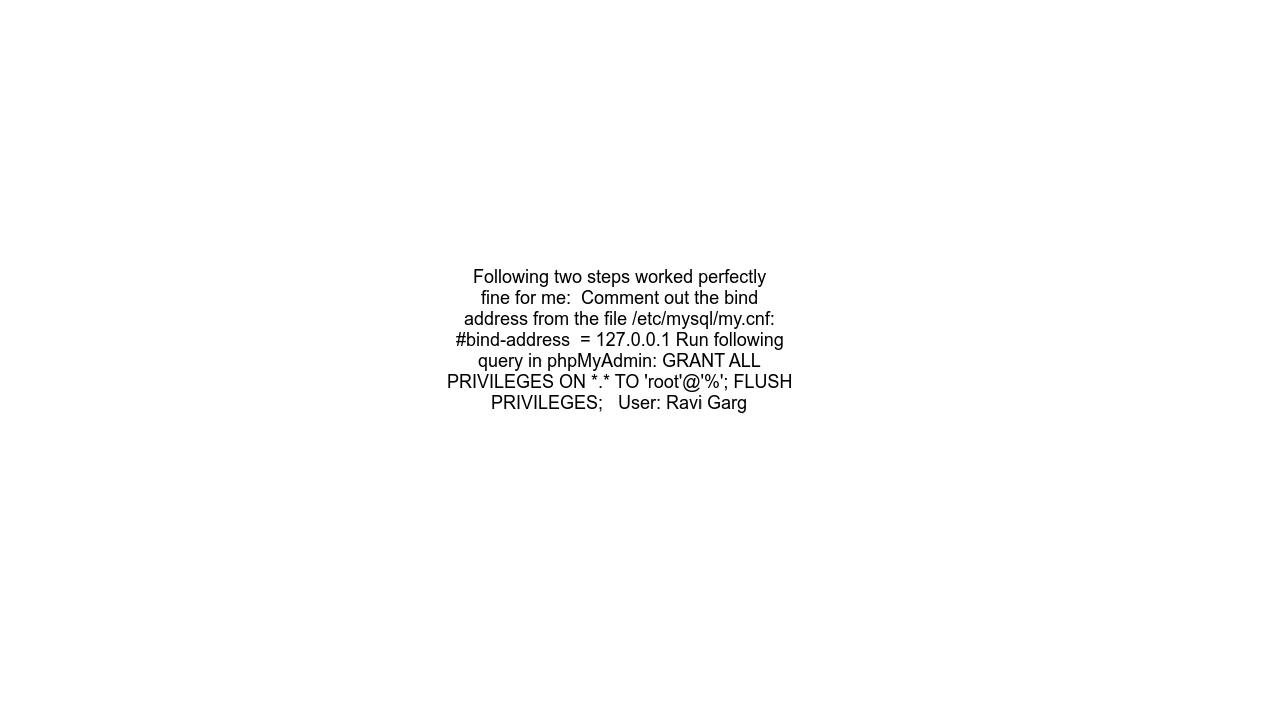 Following two steps worked perfectly
fine for me:  Comment out the bind
address from the file /etc/mysql/my.cnf:
#bind-address  = 127.0.0.1 Run following
query in phpMyAdmin: GRANT ALL
PRIVILEGES ON *.* TO 'root'@'%'; FLUSH
PRIVILEGES;   User: Ravi Garg